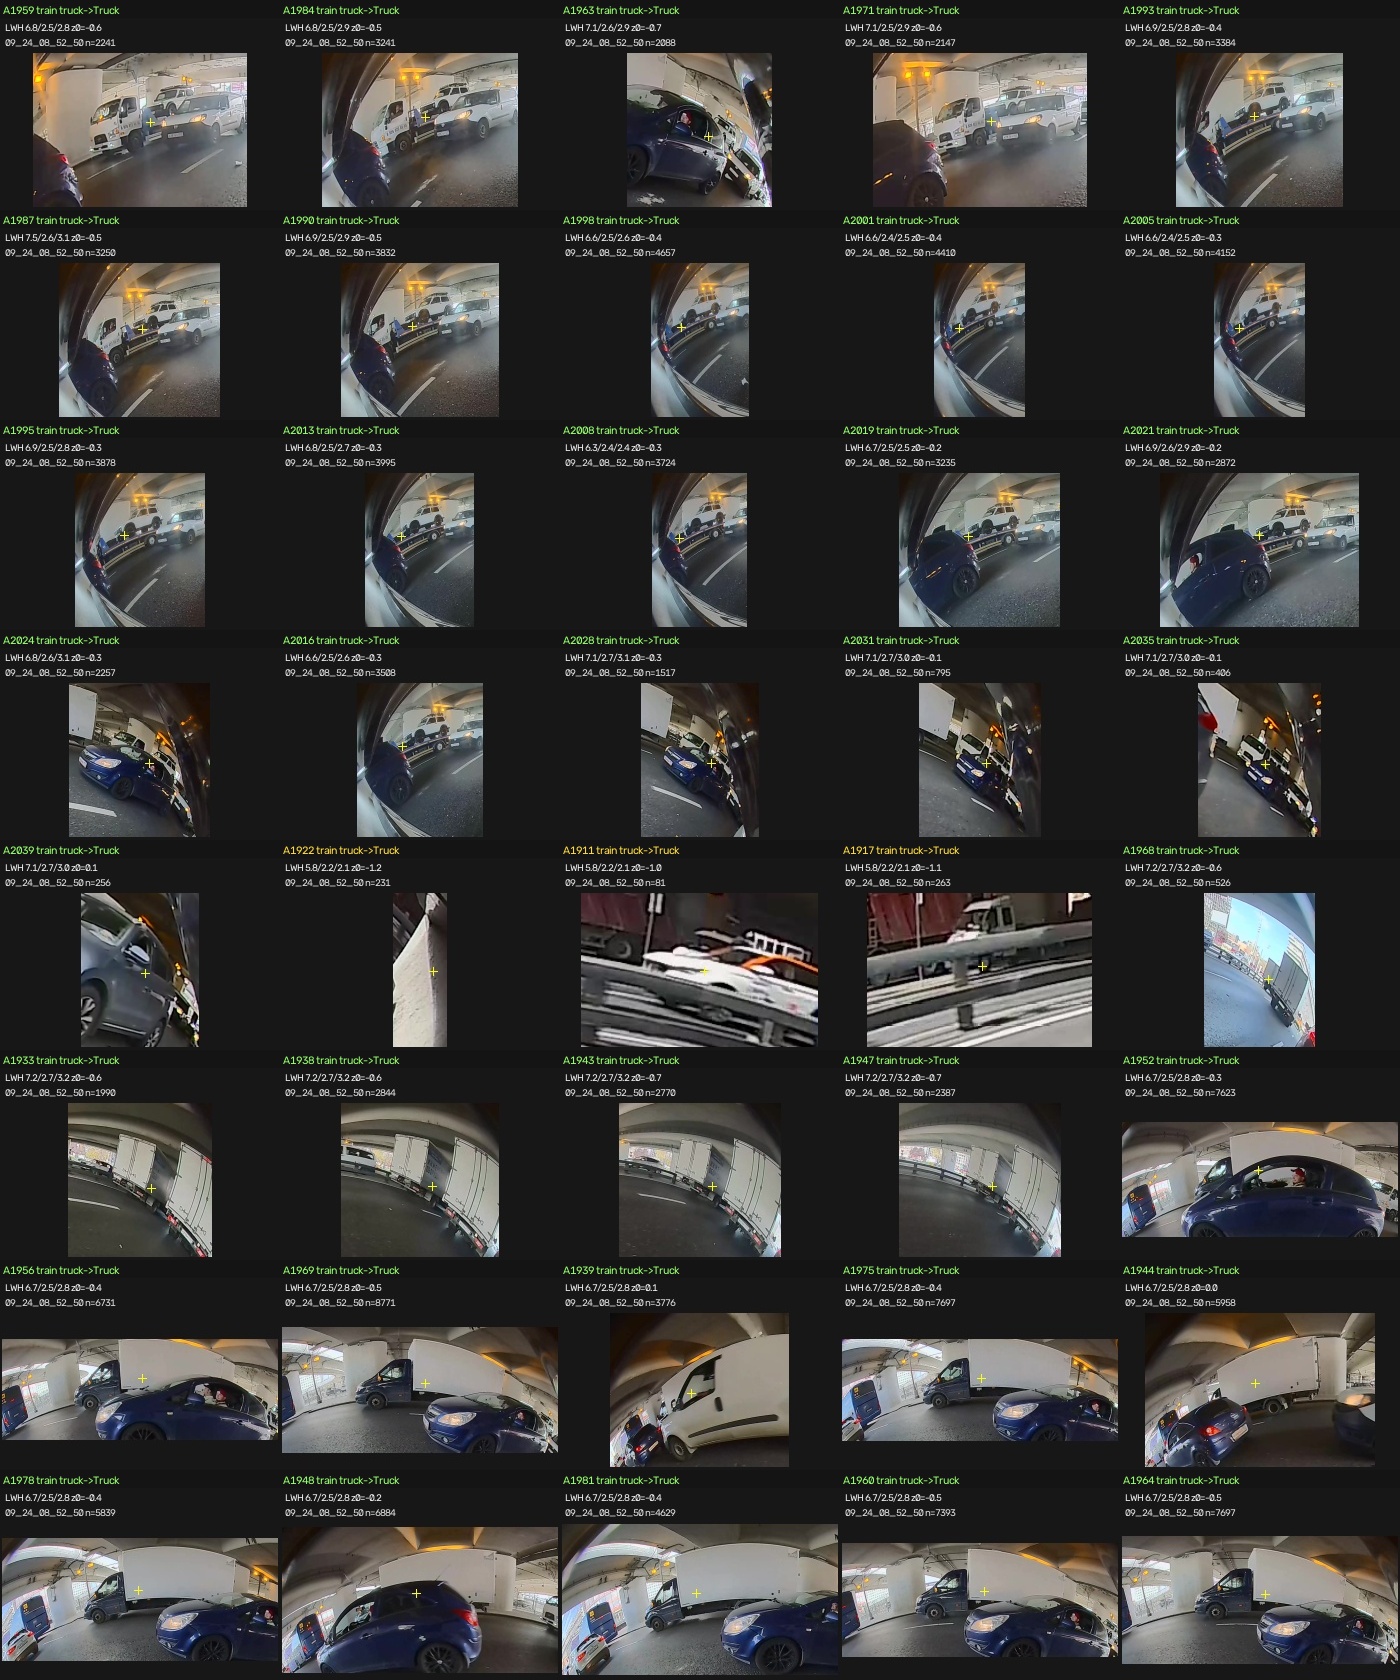 A1959 train truck->Truck
LWH 6.8/2.5/2.8 z0=-0.6
09_24_08_52_50 n=2241
A1984 train truck->Truck
LWH 6.8/2.5/2.9 z0=-0.5
09_24_08_52_50 n=3241
A1963 train truck->Truck
LWH 7.1/2.6/2.9 z0=-0.7
09_24_08_52_50 n=2088
A1971 train truck->Truck
LWH 7.1/2.5/2.9 z0=-0.6
09_24_08_52_50 n=2147
A1993 train truck->Truck
LWH 6.9/2.5/2.8 z0=-0.4
09_24_08_52_50 n=3384
A1987 train truck->Truck
LWH 7.5/2.6/3.1 z0=-0.5
09_24_08_52_50 n=3250
A1990 train truck->Truck
LWH 6.9/2.5/2.9 z0=-0.5
09_24_08_52_50 n=3832
A1998 train truck->Truck
LWH 6.6/2.5/2.6 z0=-0.4
09_24_08_52_50 n=4657
A2001 train truck->Truck
LWH 6.6/2.4/2.5 z0=-0.4
09_24_08_52_50 n=4410
A2005 train truck->Truck
LWH 6.6/2.4/2.5 z0=-0.3
09_24_08_52_50 n=4152
A1995 train truck->Truck
LWH 6.9/2.5/2.8 z0=-0.3
09_24_08_52_50 n=3878
A2013 train truck->Truck
LWH 6.8/2.5/2.7 z0=-0.3
09_24_08_52_50 n=3995
A2008 train truck->Truck
LWH 6.3/2.4/2.4 z0=-0.3
09_24_08_52_50 n=3724
A2019 train truck->Truck
LWH 6.7/2.5/2.5 z0=-0.2
09_24_08_52_50 n=3235
A2021 train truck->Truck
LWH 6.9/2.6/2.9 z0=-0.2
09_24_08_52_50 n=2872
A2024 train truck->Truck
LWH 6.8/2.6/3.1 z0=-0.3
09_24_08_52_50 n=2257
A2016 train truck->Truck
LWH 6.6/2.5/2.6 z0=-0.3
09_24_08_52_50 n=3508
A2028 train truck->Truck
LWH 7.1/2.7/3.1 z0=-0.3
09_24_08_52_50 n=1517
A2031 train truck->Truck
LWH 7.1/2.7/3.0 z0=-0.1
09_24_08_52_50 n=795
A2035 train truck->Truck
LWH 7.1/2.7/3.0 z0=-0.1
09_24_08_52_50 n=406
A2039 train truck->Truck
LWH 7.1/2.7/3.0 z0=0.1
09_24_08_52_50 n=256
A1922 train truck->Truck
LWH 5.8/2.2/2.1 z0=-1.2
09_24_08_52_50 n=231
A1911 train truck->Truck
LWH 5.8/2.2/2.1 z0=-1.0
09_24_08_52_50 n=81
A1917 train truck->Truck
LWH 5.8/2.2/2.1 z0=-1.1
09_24_08_52_50 n=263
A1968 train truck->Truck
LWH 7.2/2.7/3.2 z0=-0.6
09_24_08_52_50 n=526
A1933 train truck->Truck
LWH 7.2/2.7/3.2 z0=-0.6
09_24_08_52_50 n=1990
A1938 train truck->Truck
LWH 7.2/2.7/3.2 z0=-0.6
09_24_08_52_50 n=2844
A1943 train truck->Truck
LWH 7.2/2.7/3.2 z0=-0.7
09_24_08_52_50 n=2770
A1947 train truck->Truck
LWH 7.2/2.7/3.2 z0=-0.7
09_24_08_52_50 n=2387
A1952 train truck->Truck
LWH 6.7/2.5/2.8 z0=-0.3
09_24_08_52_50 n=7623
A1956 train truck->Truck
LWH 6.7/2.5/2.8 z0=-0.4
09_24_08_52_50 n=6731
A1969 train truck->Truck
LWH 6.7/2.5/2.8 z0=-0.5
09_24_08_52_50 n=8771
A1939 train truck->Truck
LWH 6.7/2.5/2.8 z0=0.1
09_24_08_52_50 n=3776
A1975 train truck->Truck
LWH 6.7/2.5/2.8 z0=-0.4
09_24_08_52_50 n=7697
A1944 train truck->Truck
LWH 6.7/2.5/2.8 z0=0.0
09_24_08_52_50 n=5958
A1978 train truck->Truck
LWH 6.7/2.5/2.8 z0=-0.4
09_24_08_52_50 n=5839
A1948 train truck->Truck
LWH 6.7/2.5/2.8 z0=-0.2
09_24_08_52_50 n=6884
A1981 train truck->Truck
LWH 6.7/2.5/2.8 z0=-0.4
09_24_08_52_50 n=4629
A1960 train truck->Truck
LWH 6.7/2.5/2.8 z0=-0.5
09_24_08_52_50 n=7393
A1964 train truck->Truck
LWH 6.7/2.5/2.8 z0=-0.5
09_24_08_52_50 n=7697